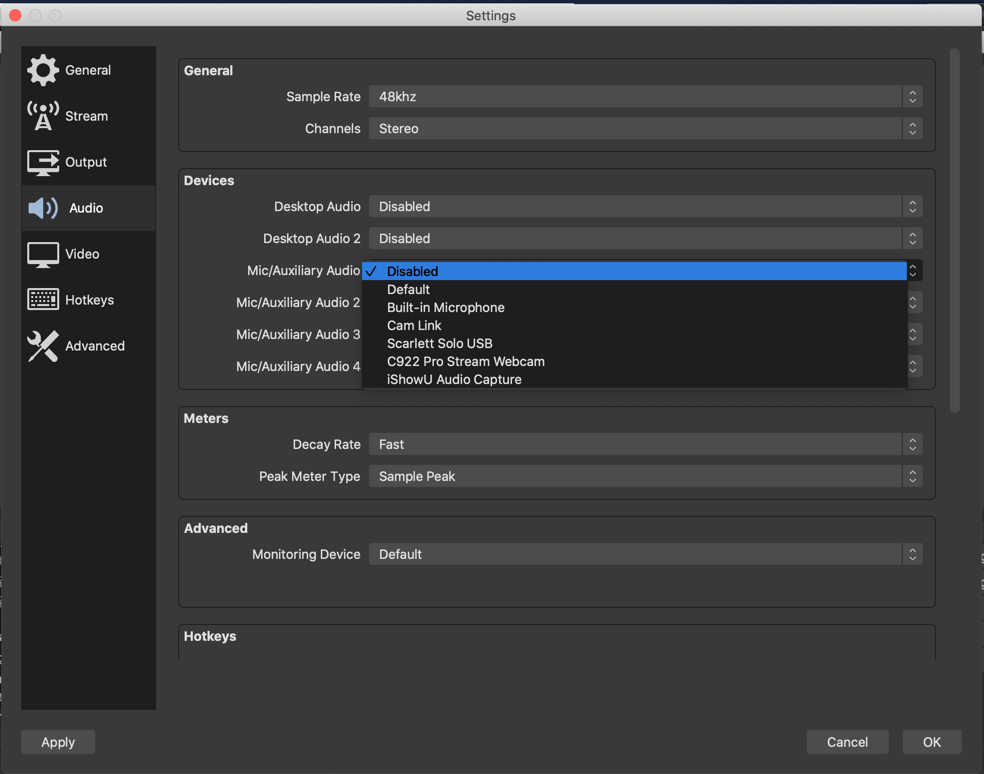 Settings
General
Stream
Output
Audio
Video
Hotkeys
Advanced
General
Sample Rate 48khz
Channels Stereo
Devices
Desktop Audio Disabled
Desktop Audio 2 Disabled
Mic/Auxiliary Audio ✓ Disabled
Default
Mic/Auxiliary Audio 2 Built-in Microphone
Cam Link
Mic/Auxiliary Audio 3 Scarlett Solo USB
Mic/Auxiliary Audio 4 C922 Pro Stream Webcam
iShowU Audio Capture
Meters
Decay Rate Fast
Peak Meter Type Sample Peak
Advanced
Monitoring Device Default
Hotkeys
Apply Cancel OK